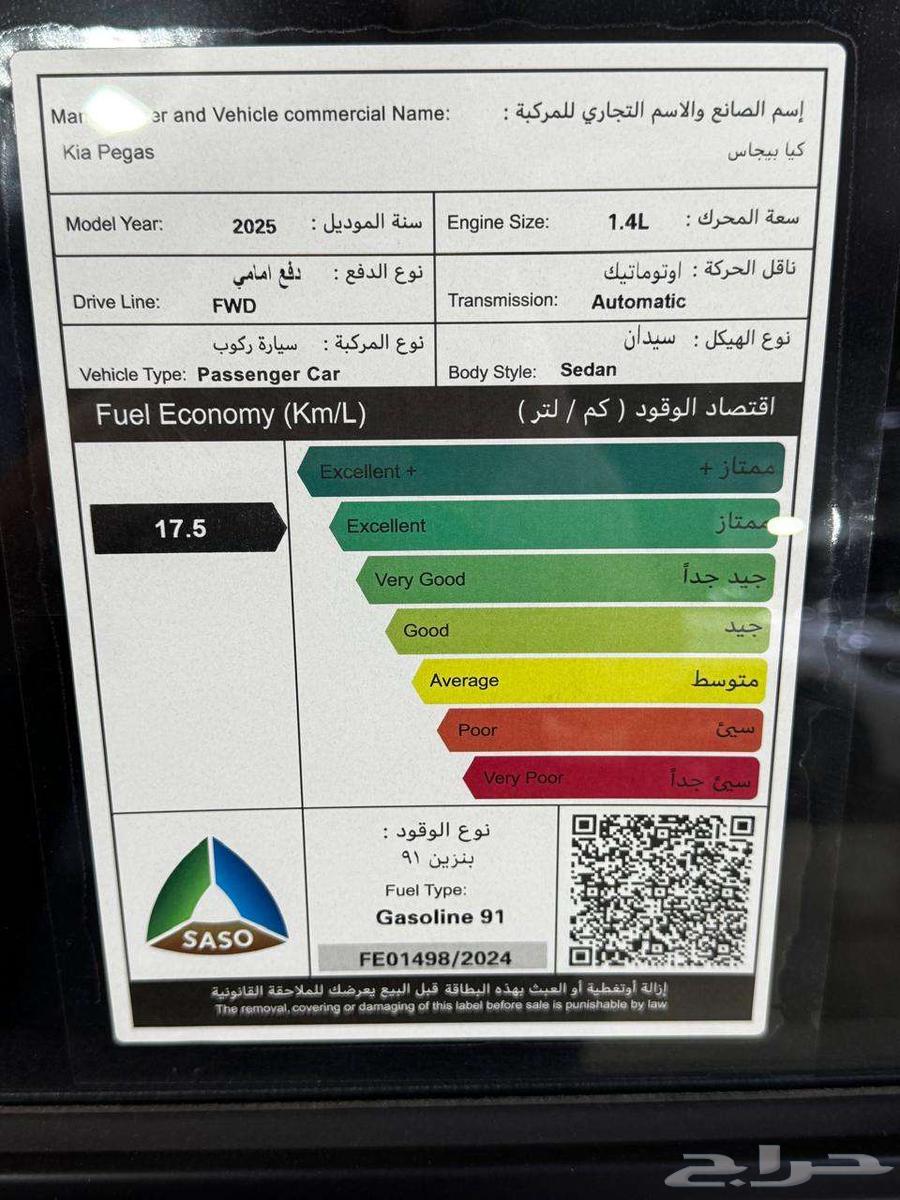 er and Vehicle commercial Name: إسم الصانع والاسم التجاري للمركبة :
Kia Pegas كيا بيجاس
Model Year: 2025 سنة الموديل :
Engine Size: 1.4L سعة المحرك :
نوع الدفع : دفع امامي
Drive Line: FWD
ناقل الحركة : اوتوماتيك
Transmission: Automatic
نوع المركبة : سيارة ركوب
Vehicle Type: Passenger Car
نوع الهيكل : سيدان
Body Style: Sedan
Fuel Economy (Km/L) اقتصاد الوقود ( كم / لتر )
Excellent + ممتاز +
17.5
Excellent ممتاز
Very Good جيد جداً
Good جيد
Average متوسط
Poor سيئ
Very Poor سيئ جداً
SASO
نوع الوقود :
بنزين ٩١
Fuel Type:
Gasoline 91
FE01498/2024
إزالة أوتغطية أو العبث بهذه البطاقة قبل البيع يعرضك للملاحقة القانونية
The removal, covering or damaging of this label before sale is punishable by law
حراج